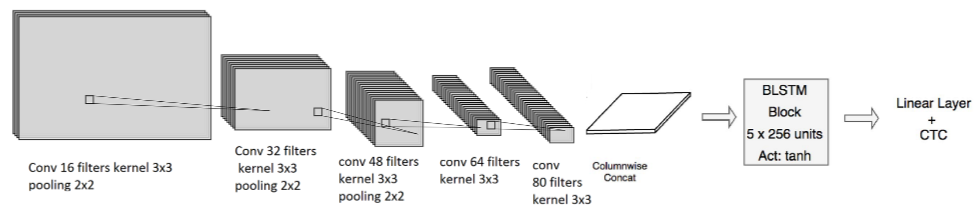 Conv 16 filters kernel 3x3
pooling 2x2
Conv 32 filters
kernel 3x3
pooling 2x2
conv 48 filters
kernel 3x3
pooling 2x2
conv 64 filters
kernel 3x3
conv
80 filters
kernel 3x3
Columnwise
Concat
BLSTM
Block
5 x 256 units
Act: tanh
Linear Layer
+
CTC